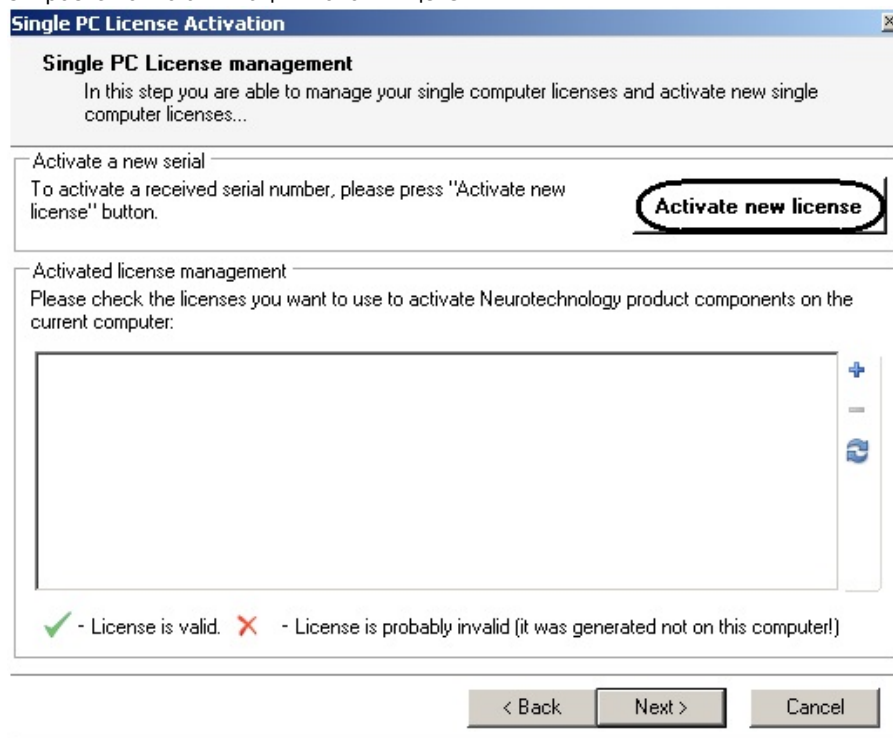 Single PC License Activation
Single PC License management
In this step you are able to manage your single computer licenses and activate new single
computer licenses...
Activate a new serial
To activate a received serial number, please press "Activate new
license" button.
Activate new license
Activated license management
Please check the licenses you want to use to activate Neurotechnology product components on the
current computer:
- License is valid. - License is probably invalid (it was generated not on this computer!)
< Back Next > Cancel